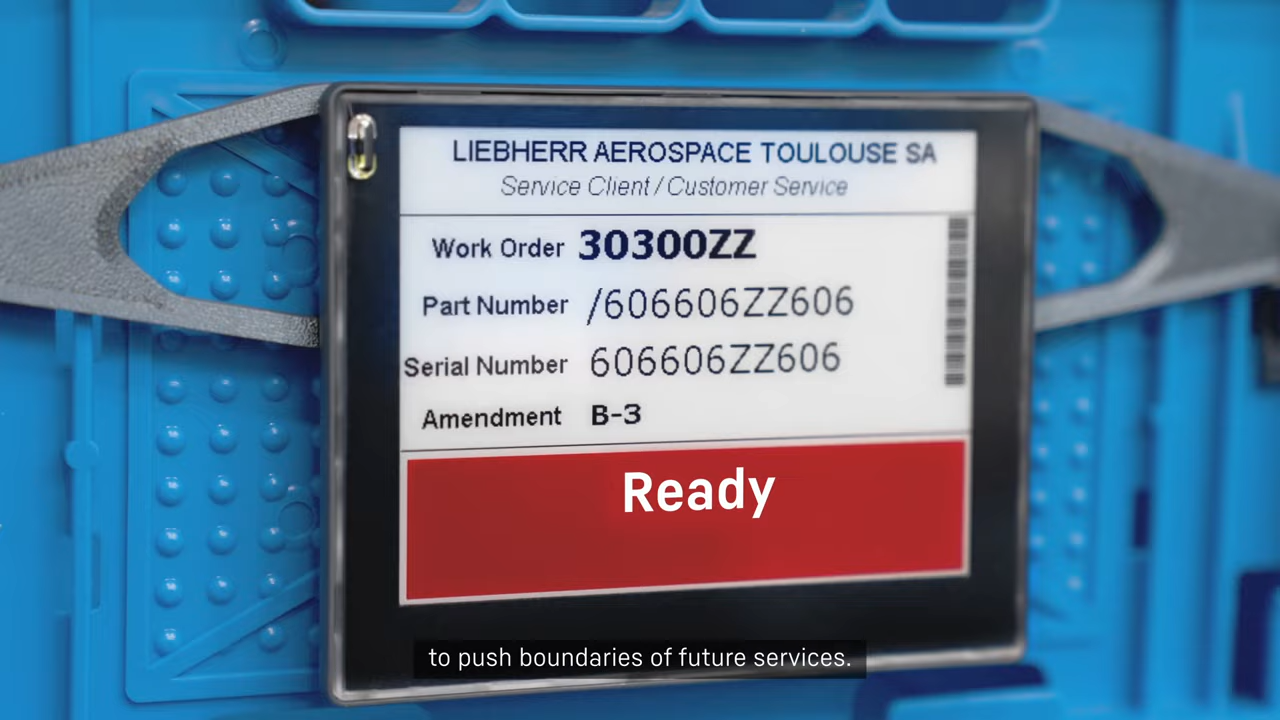 LIEBHERR AEROSPACE TOULOUSE SA
Service Client / Customer Service
Work Order 30300ZZ
Part Number /606606ZZ606
Serial Number 606606ZZ606
Amendment B-3
Ready
to push boundaries of future services.